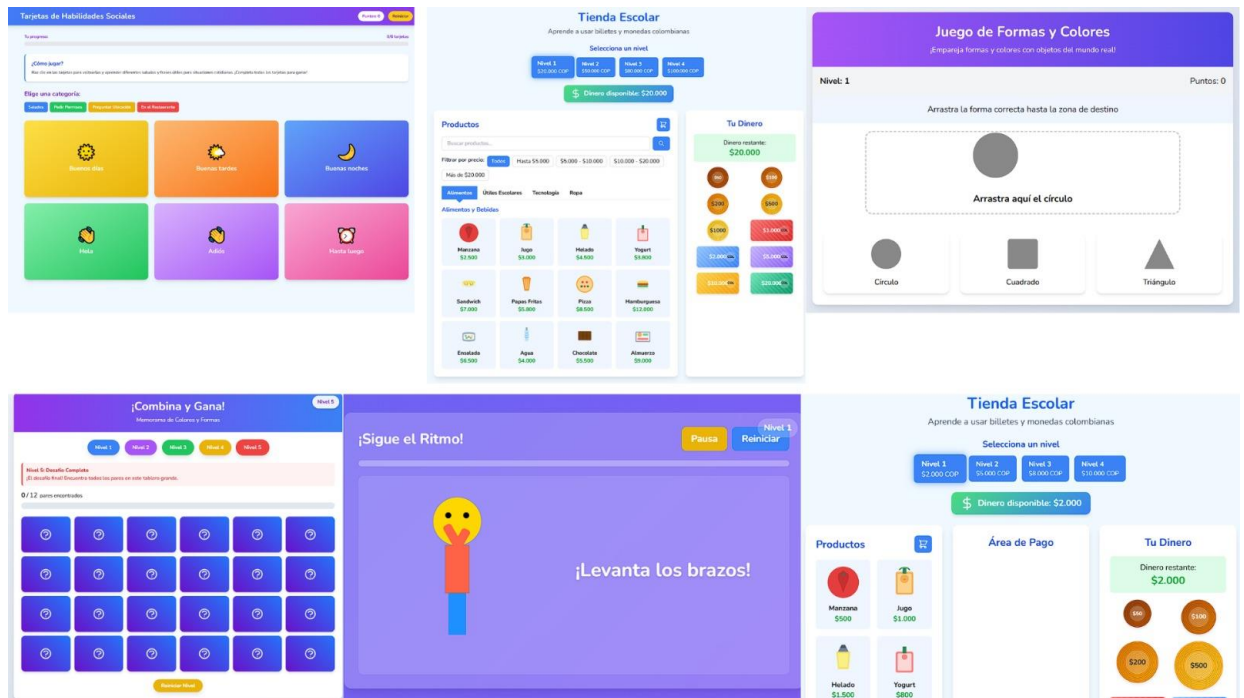 Tarjetas de Habilidades Sociales
Puntos: 0
Reiniciar
Tu progreso
¿Cómo jugar?
Elige una categoría:
Saludos
Pedir Permiso
En el Restaurante
Buenos días
Buenas tardes
Buenas noches
Hola
Adiós
Hasta luego
Tienda Escolar
Aprende a usar billetes y monedas colombianas
Selecciona un nivel
Nivel 1
$20.000 COP
Nivel 2
$50.000 COP
Nivel 3
$80.000 COP
Nivel 4
$100.000 COP
Dinero disponible: $20.000
Productos
Buscar productos...
Filtrar por precio:
Todos
Hasta $5.000
$5.000 - $10.000
$10.000 - $20.000
Más de $20.000
Alimentos
Útiles Escolares
Tecnología
Ropa
Alimentos y Bebidas
Manzana
$2.500
Jugo
$3.000
Helado
$4.500
Yogurt
$3.800
Sandwich
$7.000
Papas Fritas
$5.800
Pizza
$8.500
Hamburguesa
$12.000
Ensalada
$6.500
Agua
$4.000
Chocolate
$5.500
Almuerzo
$9.000
Tu Dinero
Dinero restante:
$20.000
$50
$100
$200
$500
$1000
$2.000
$5.000
$10.000
$20.000
Juego de Formas y Colores
¡Empareja formas y colores con objetos del mundo real!
Nivel: 1
Puntos: 0
Arrastra la forma correcta hasta la zona de destino
Arrastra aquí el círculo
Círculo
Cuadrado
Triángulo
¡Combina y Gana!
Memorama de Colores y Formas
Nivel 5
Nivel 1
Nivel 2
Nivel 3
Nivel 4
Nivel 5
Nivel 5: Desafío Completo
¡El desafío final! Encuentra todos los pares en este tablero grande.
0 / 12 pares encontrados
Reiniciar Nivel
¡Sigue el Ritmo!
Pausa
Reiniciar
Nivel 1
¡Levanta los brazos!
Tienda Escolar
Aprende a usar billetes y monedas colombianas
Selecciona un nivel
Nivel 1
$2.000 COP
Nivel 2
$5.000 COP
Nivel 3
$8.000 COP
Nivel 4
$10.000 COP
Dinero disponible: $2.000
Productos
Manzana
$500
Jugo
$1.000
Helado
$1.500
Yogurt
$800
Área de Pago
Tu Dinero
Dinero restante:
$2.000
$50
$100
$200
$500